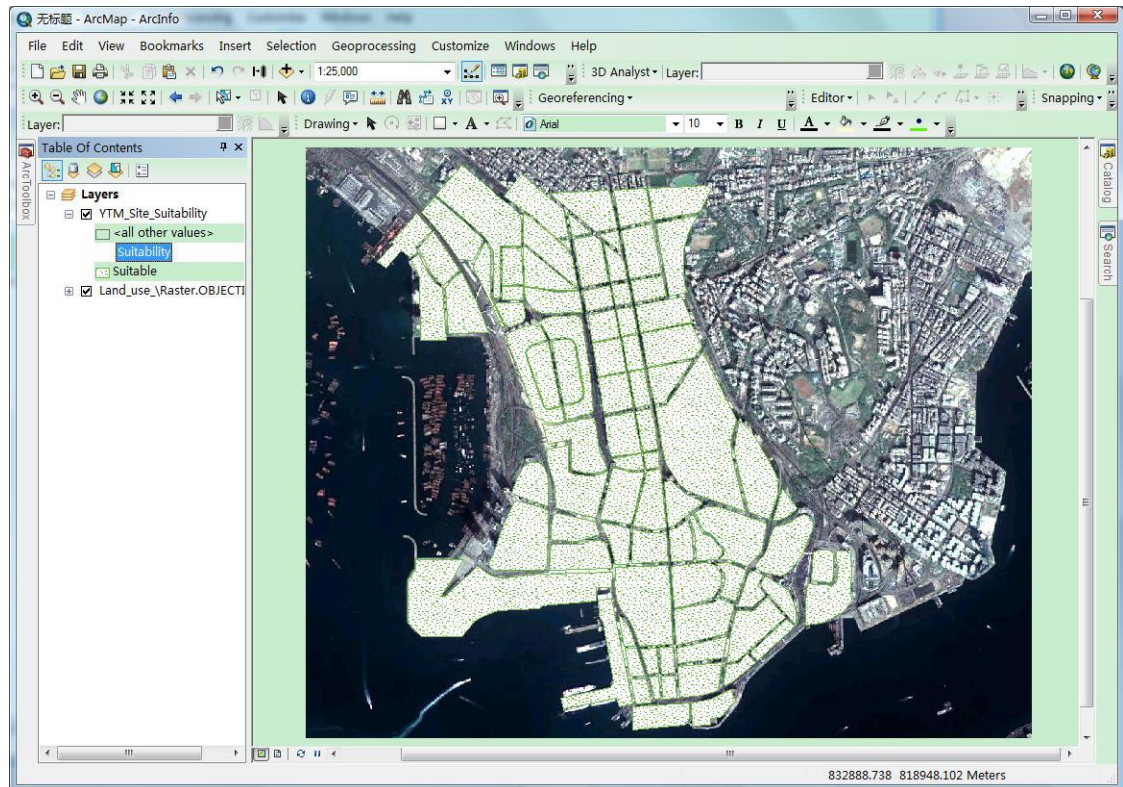 无标题 - ArcMap - ArcInfo
File Edit View Bookmarks Insert Selection Geoprocessing Customize Windows Help
1:25,000 3D Analyst Layer:
Georeferencing Editor Snapping
Layer: Drawing A Arial 10 B I U A
Table Of Contents
ArcToolbox
Layers
YTM_Site_Suitability
<all other values>
Suitability
Suitable
Land_use_\Raster.OBJECTI
Catalog
Search
832888.738 818948.102 Meters